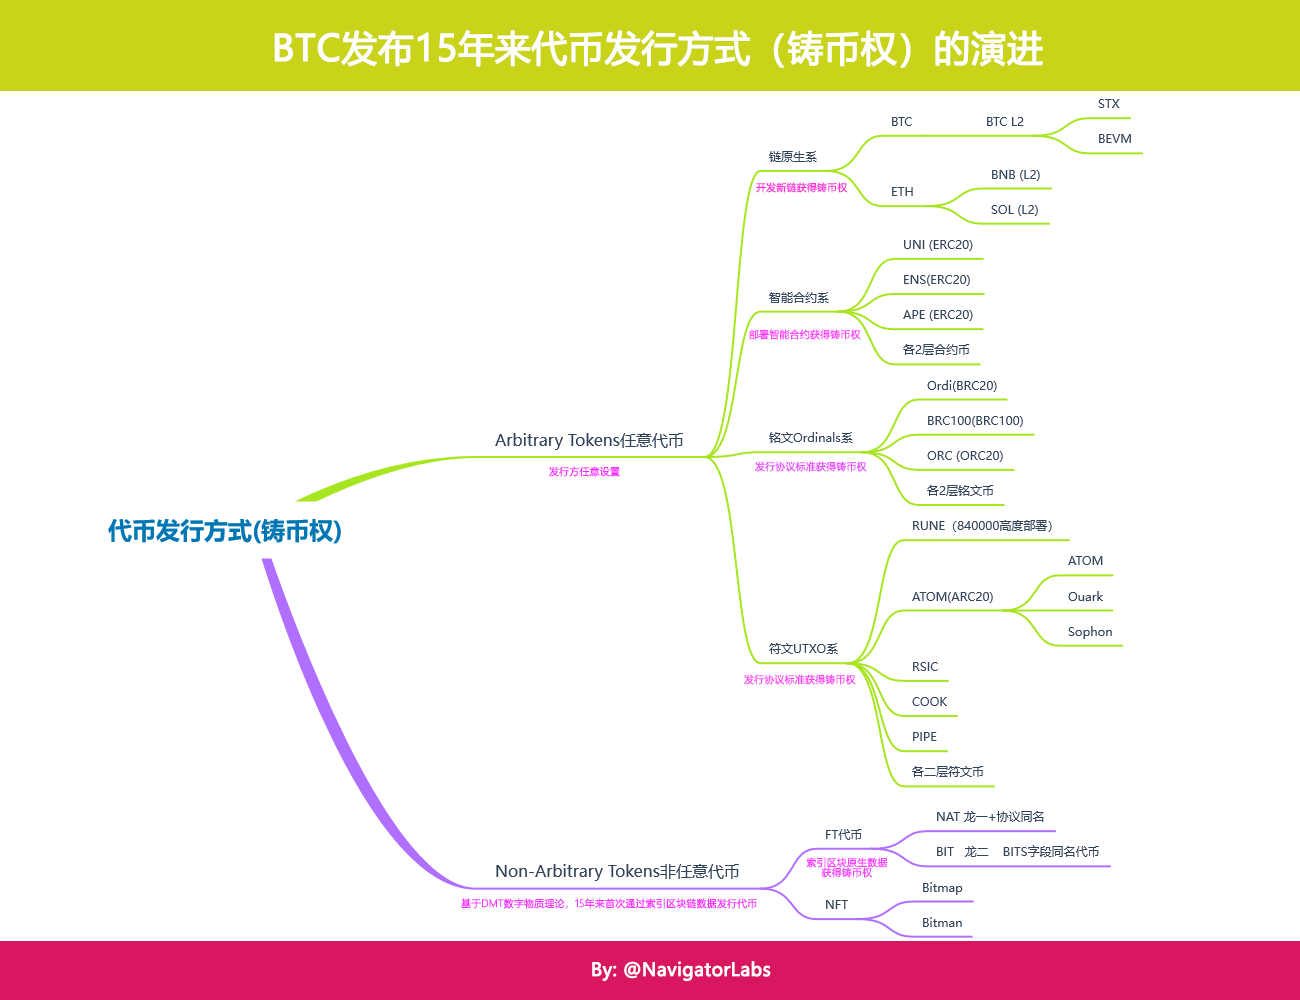 BTC发布15年来代币发行方式（铸币权）的演进
代币发行方式(铸币权)
Arbitrary Tokens任意代币
发行方任意设置
链原生系
开发新链获得铸币权
BTC
BTC L2
STX
BEVM
ETH
BNB (L2)
SOL (L2)
智能合约系
部署智能合约获得铸币权
UNI (ERC20)
ENS(ERC20)
APE (ERC20)
各2层合约币
铭文Ordinals系
发行协议标准获得铸币权
Ordi(BRC20)
BRC100(BRC100)
ORC (ORC20)
各2层铭文币
符文UTXO系
发行协议标准获得铸币权
RUNE（840000高度部署）
ATOM(ARC20)
ATOM
Ouark
Sophon
RSIC
COOK
PIPE
各二层符文币
Non-Arbitrary Tokens非任意代币
基于DMT数字物质理论，15年来首次通过索引区块链数据发行代币
FT代币
索引区块原生数据
获得铸币权
NAT 龙一+协议同名
BIT 龙二 BITS字段同名代币
NFT
Bitmap
Bitman
By: @NavigatorLabs